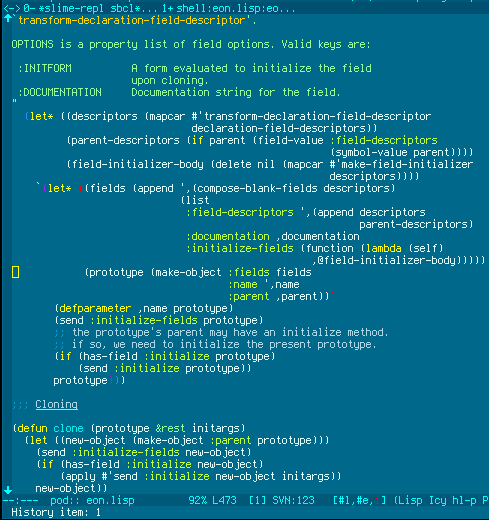 <-> 0- *slime-repl sbcl*... 1+ shell:eon.lisp:eo...
`transform-declaration-field-descriptor'.
OPTIONS is a property list of field options. Valid keys are:
:INITFORM A form evaluated to initialize the field
upon cloning.
:DOCUMENTATION Documentation string for the field.
"
(let* ((descriptors (mapcar #'transform-declaration-field-descriptor
declaration-field-descriptors))
(parent-descriptors (if parent (field-value :field-descriptors
(symbol-value parent))))
(field-initializer-body (delete nil (mapcar #'make-field-initializer
descriptors))))
`(let* ((fields (append ',(compose-blank-fields descriptors)
(list
:field-descriptors ',(append descriptors
parent-descriptors)
:documentation ,documentation
:initialize-fields (function (lambda (self)
,@field-initializer-body)))))
(prototype (make-object :fields fields
:name ',name
:parent ,parent))
(defparameter ,name prototype)
(send :initialize-fields prototype)
;; the prototype's parent may have an initialize method.
;; if so, we need to initialize the present prototype.
(if (has-field :initialize prototype)
(send :initialize prototype))
prototype)))
;;; Cloning
(defun clone (prototype &rest initargs)
(let ((new-object (make-object :parent prototype)))
(send :initialize-fields new-object)
(if (has-field :initialize new-object)
(apply #'send :initialize new-object initargs))
new-object))
--:--- pod:: eon.lisp 92% L473 [1] SVN:123 [#l,#e,·] (Lisp Icy hl-p P
History item: 1